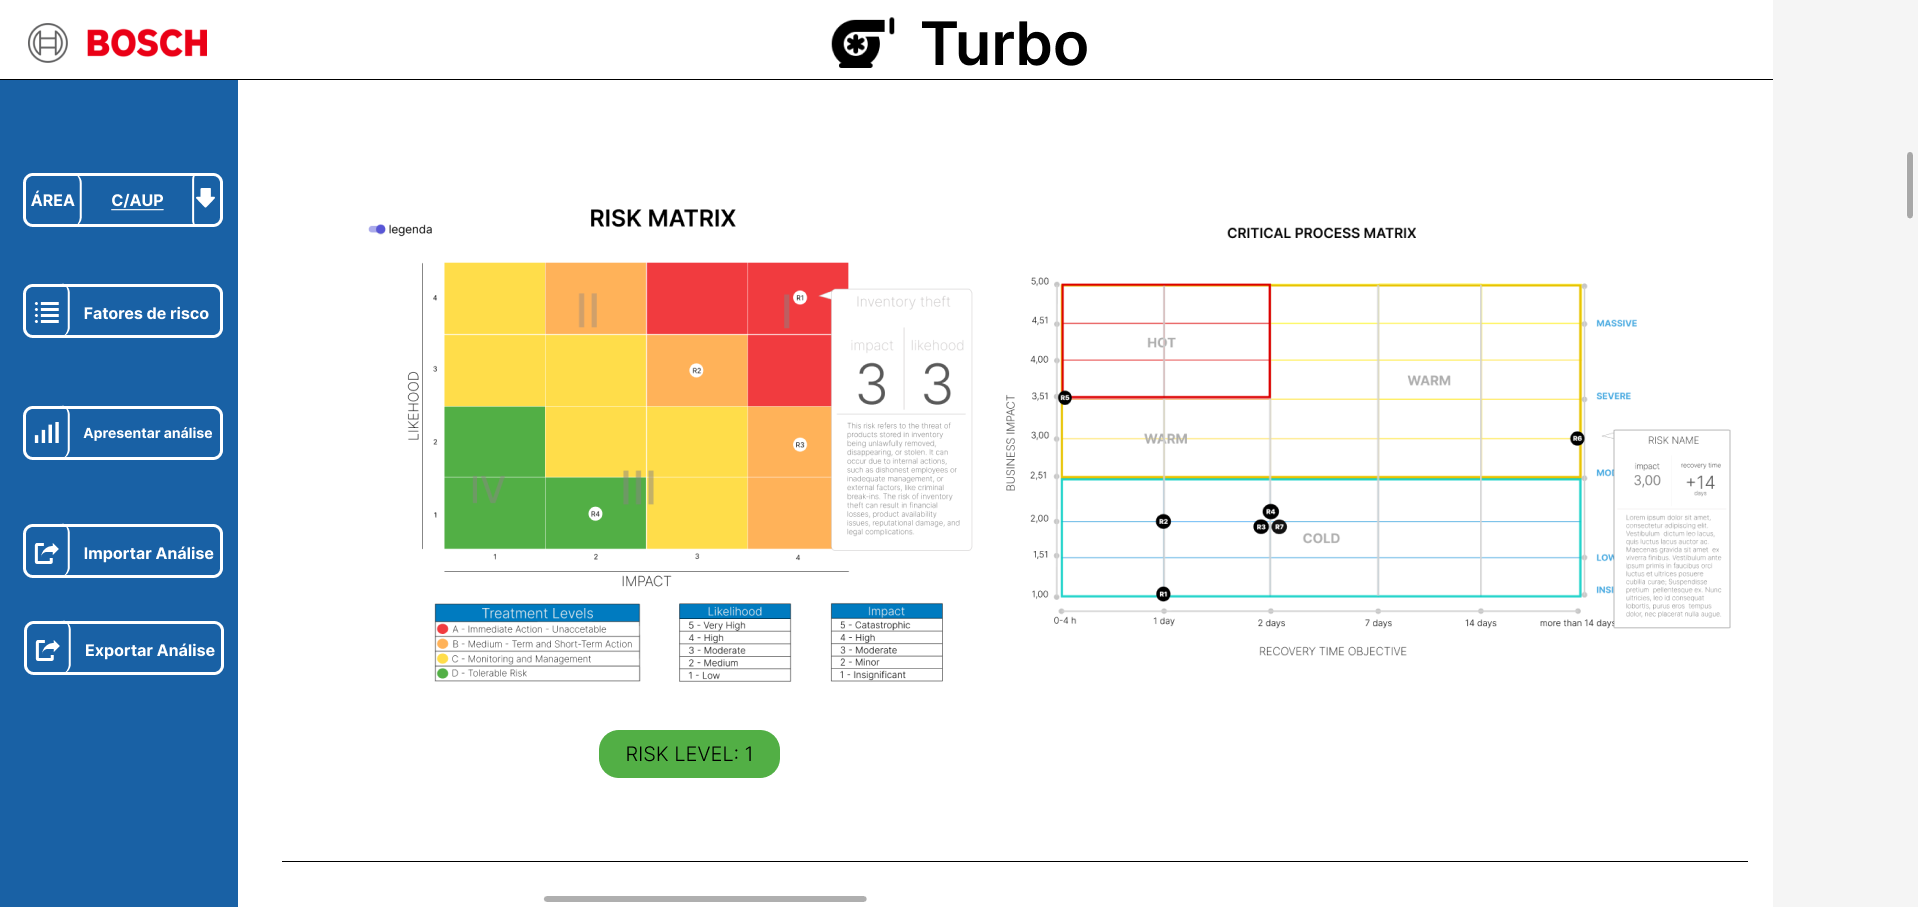 BOSCH
Turbo
ÁREA
C/AUP
Fatores de risco
Apresentar análise
Importar Análise
Exportar Análise
RISK MATRIX
legenda
LIKEHOOD
4
3
2
1
II
I
IV
III
R1
R2
R3
R4
1
2
3
4
IMPACT
Inventory theft
impact
likehood
3
3
This risk refers to the threat of
products stored in inventory
being unlawfully removed,
disappearing, or stolen. It can
occur due to internal actions,
such as dishonest employees or
inadequate management, or
external factors, like criminal
break-ins. The risk of inventory
theft can result in financial
losses, product availability
issues, reputational damage, and
legal complications.
Treatment Levels
A - Immediate Action - Unaccetable
B - Medium - Term and Short-Term Action
C - Monitoring and Management
D - Tolerable Risk
Likelihood
5 - Very High
4 - High
3 - Moderate
2 - Medium
1 - Low
Impact
5 - Catastrophic
4 - High
3 - Moderate
2 - Minor
1 - Insignificant
RISK LEVEL: 1
CRITICAL PROCESS MATRIX
BUSINESS IMPACT
5,00
4,51
4,00
3,51
3,00
2,51
2,00
1,51
1,00
HOT
WARM
WARM
COLD
R5
R6
R2
R4
R3
R7
R1
MASSIVE
SEVERE
MOD
LOW
INSI
0-4 h
1 day
2 days
7 days
14 days
more than 14 days
RECOVERY TIME OBJECTIVE
RISK NAME
impact
3,00
recovery time
+14
days
Lorem ipsum dolor sit amet,
consectetur adipiscing elit.
Vestibulum dictum leo lacus,
quis luctus lacus auctor ac.
Maecenas gravida sit amet ex
viverra finibus. Vestibulum ante
ipsum primis in faucibus orci
luctus et ultrices posuere
cubilia curae; Suspendisse
pretium pellentesque ex. Nunc
ultricies, leo id consequat
lobortis, purus eros tempus
dolor, nec placerat nulla augue.